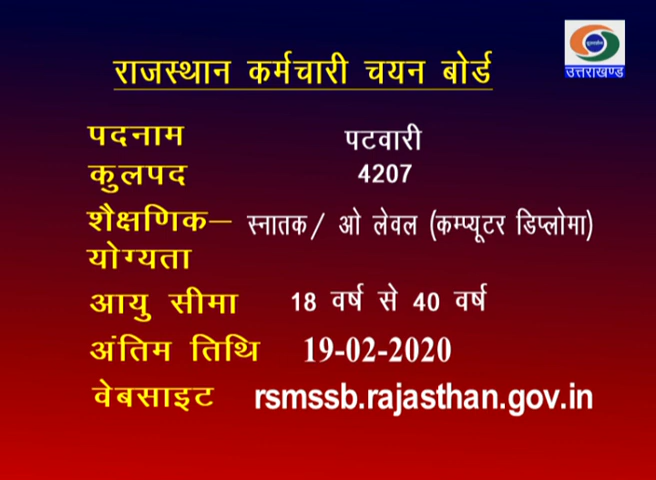 उत्तराखण्ड
राजस्थान कर्मचारी चयन बोर्ड
पदनाम पटवारी
कुलपद 4207
शैक्षणिक– स्नातक/ ओ लेवल (कम्प्यूटर डिप्लोमा)
योग्यता
आयु सीमा 18 वर्ष से 40 वर्ष
अंतिम तिथि 19-02-2020
वेबसाइट rsmssb.rajasthan.gov.in